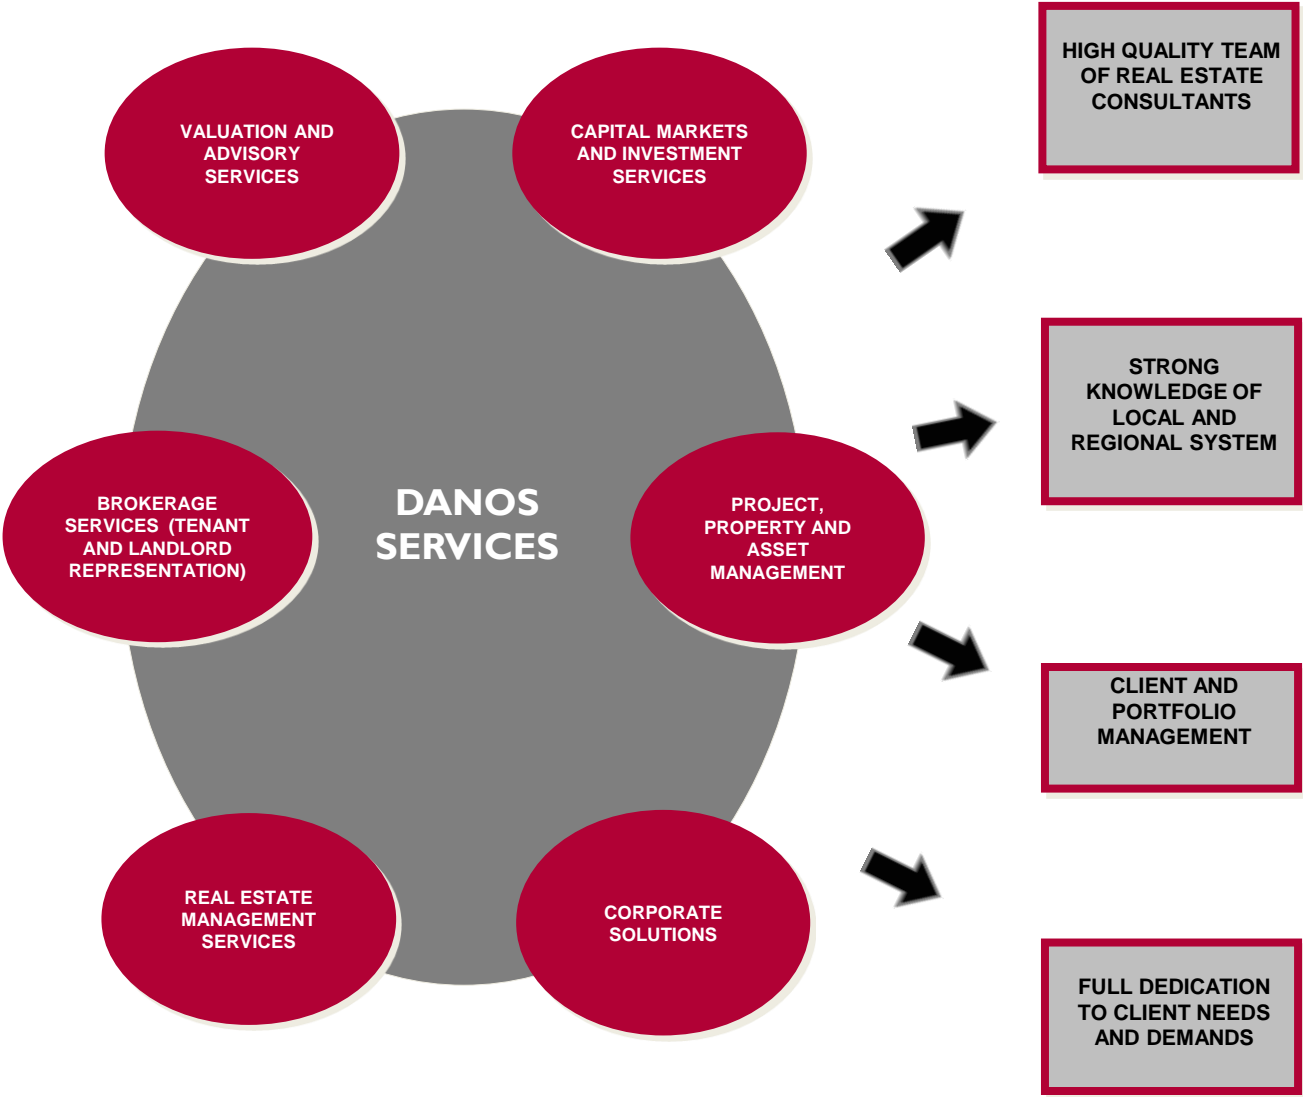 VALUATION AND
ADVISORY
SERVICES
CAPITAL MARKETS
AND INVESTMENT
SERVICES
BROKERAGE
SERVICES (TENANT
AND LANDLORD
REPRESENTATION)
DANOS
SERVICES
PROJECT,
PROPERTY AND
ASSET
MANAGEMENT
REAL ESTATE
MANAGEMENT
SERVICES
CORPORATE
SOLUTIONS
HIGH QUALITY TEAM
OF REAL ESTATE
CONSULTANTS
STRONG
KNOWLEDGE OF
LOCAL AND
REGIONAL SYSTEM
CLIENT AND
PORTFOLIO
MANAGEMENT
FULL DEDICATION
TO CLIENT NEEDS
AND DEMANDS